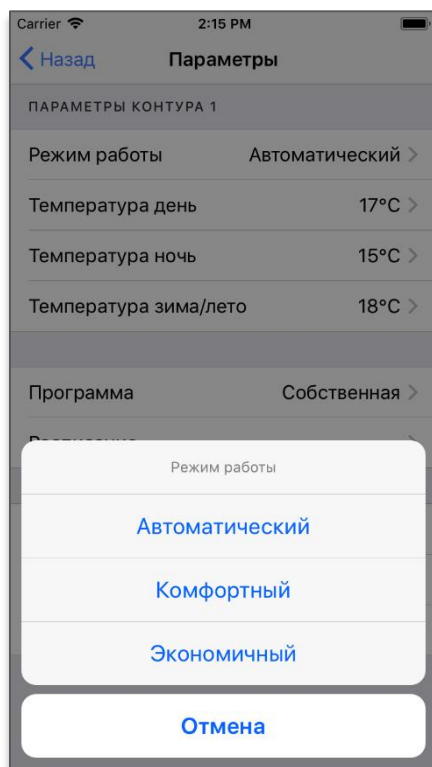 Carrier 2:15 PM
Назад Параметры
ПАРАМЕТРЫ КОНТУРА 1
Режим работы Автоматический
Температура день 17°C
Температура ночь 15°C
Температура зима/лето 18°C
Программа Собственная
Режим работы
Автоматический
Комфортный
Экономичный
Отмена